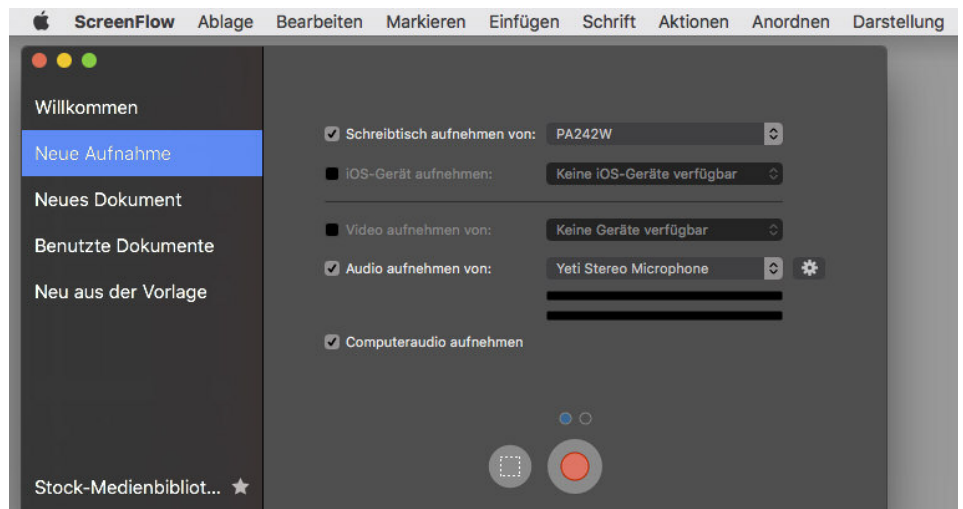 ScreenFlow Ablage Bearbeiten Markieren Einfügen Schrift Aktionen Anordnen Darstellung
Willkommen
Neue Aufnahme
Neues Dokument
Benutzte Dokumente
Neu aus der Vorlage
Stock-Medienbibliot...
Schreibtisch aufnehmen von: PA242W
iOS-Gerät aufnehmen: Keine iOS-Geräte verfügbar
Video aufnehmen von: Keine Geräte verfügbar
Audio aufnehmen von: Yeti Stereo Microphone
Computeraudio aufnehmen